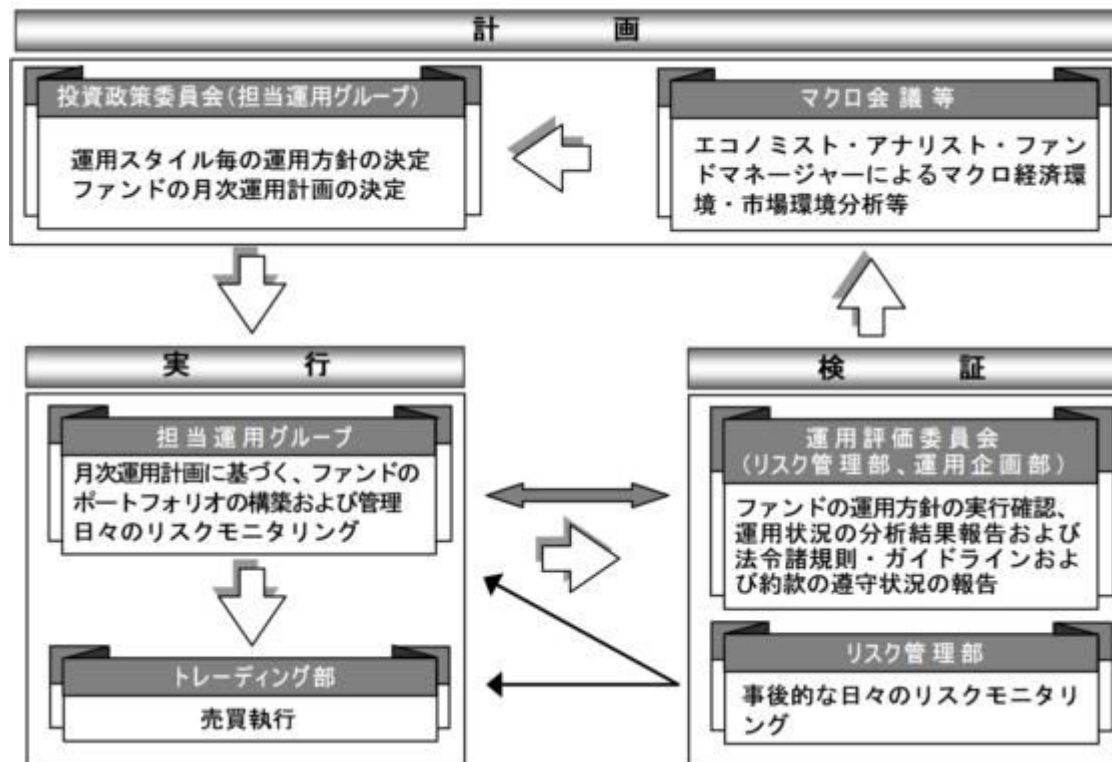 計画
投資政策委員会(担当運用グループ)
運用スタイル毎の運用方針の決定
ファンドの月次運用計画の決定
マクロ会議等
エコノミスト・アナリスト・ファン
ドマネージャーによるマクロ経済環
境・市場環境分析等
実行
担当運用グループ
月次運用計画に基づく、ファンドの
ポートフォリオの構築および管理
日々のリスクモニタリング
トレーディング部
売買執行
検証
運用評価委員会
(リスク管理部、運用企画部)
ファンドの運用方針の実行確認、
運用状況の分析結果報告および
法令諸規則・ガイドラインおよ
び約款の遵守状況の報告
リスク管理部
事後的な日々のリスクモニタリ
ング